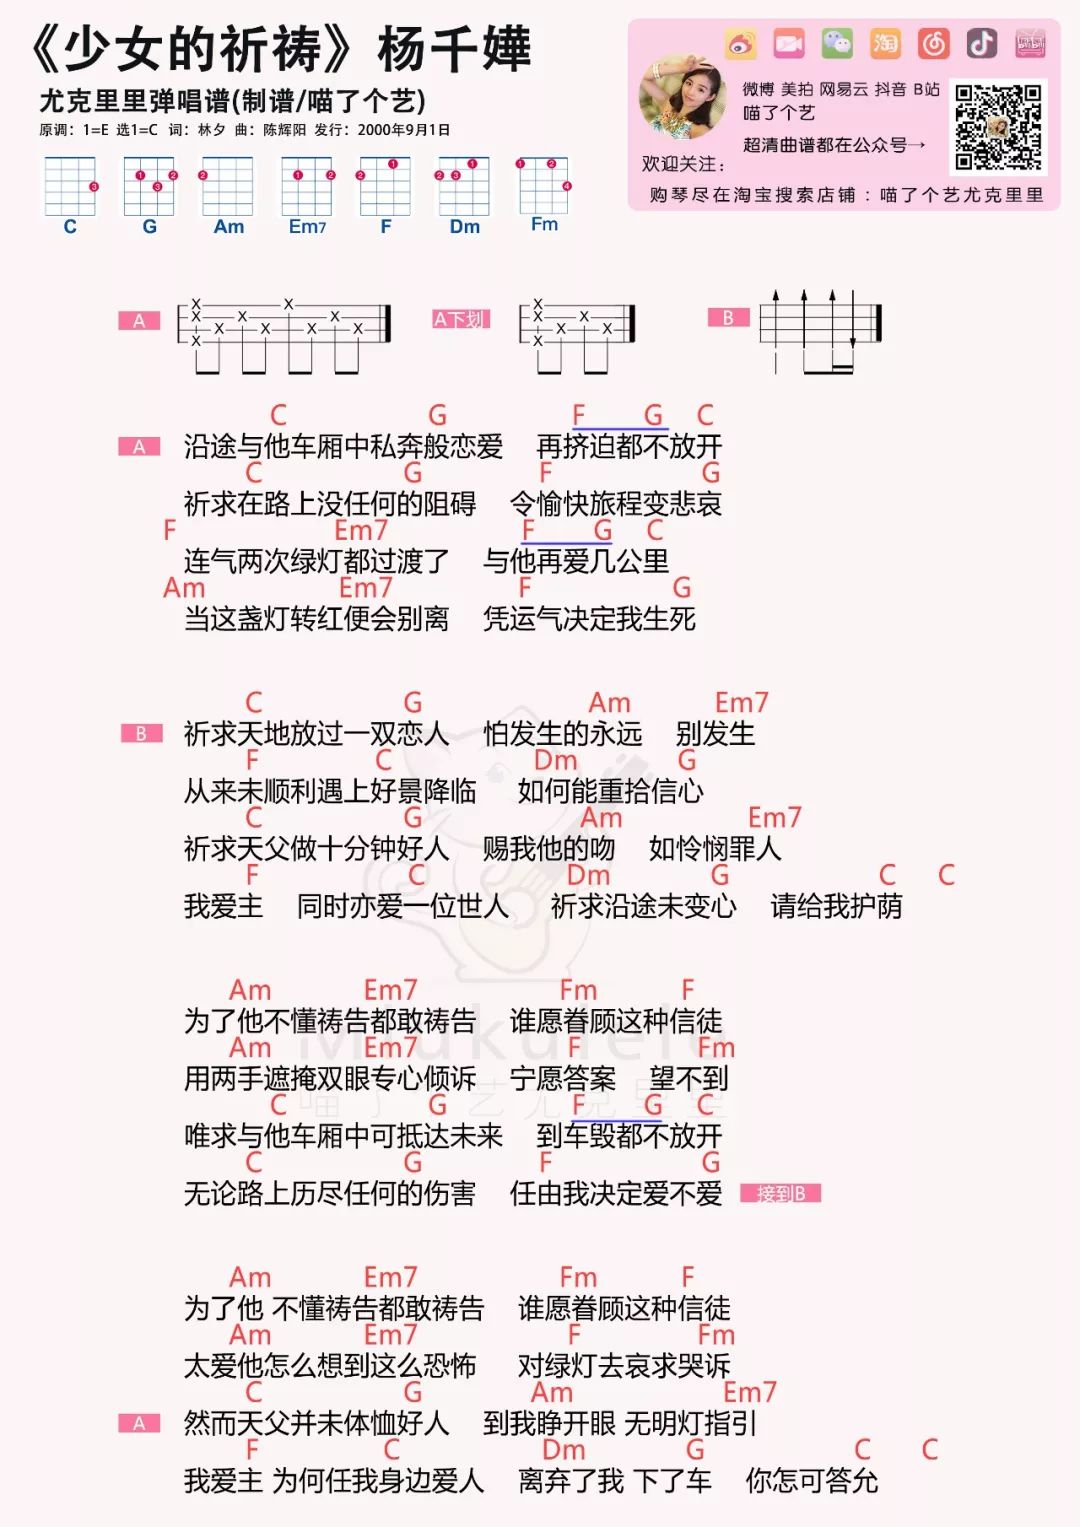 《少女的祈祷》杨千嬅
尤克里里弹唱谱(制谱/喵了个艺)
原调：1=E 选1=C 词：林夕 曲：陈辉阳 发行：2000年9月1日
微博 美拍 网易云 抖音 B站
喵了个艺
超清曲谱都在公众号→
欢迎关注：
购琴尽在淘宝搜索店铺：喵了个艺尤克里里
C G Am Em7 F Dm Fm
A A下划 B
C G F G C
A 沿途与他车厢中私奔般恋爱 再挤迫都不放开
C G F G
祈求在路上没任何的阻碍 令愉快旅程变悲哀
F Em7 F G C
连气两次绿灯都过渡了 与他再爱几公里
Am Em7 F G
当这盏灯转红便会别离 凭运气决定我生死
C G Am Em7
B 祈求天地放过一双恋人 怕发生的永远 别发生
F C Dm G
从来未顺利遇上好景降临 如何能重拾信心
C G Am Em7
祈求天父做十分钟好人 赐我他的吻 如怜悯罪人
F C Dm G C C
我爱主 同时亦爱一位世人 祈求沿途未变心 请给我护荫
Am Em7 Fm F
为了他不懂祷告都敢祷告 谁愿眷顾这种信徒
Am Em7 F Fm
用两手遮掩双眼专心倾诉 宁愿答案 望不到
C G F G C
唯求与他车厢中可抵达未来 到车毁都不放开
C G F G
无论路上历尽任何的伤害 任由我决定爱不爱 接到B
Am Em7 Fm F
为了他 不懂祷告都敢祷告 谁愿眷顾这种信徒
Am Em7 F Fm
太爱他怎么想到这么恐怖 对绿灯去哀求哭诉
C G Am Em7
A 然而天父并未体恤好人 到我睁开眼 无明灯指引
F C Dm G C C
我爱主 为何任我身边爱人 离弃了我 下了车 你怎可答允
Miukulele
喵了个艺尤克里里